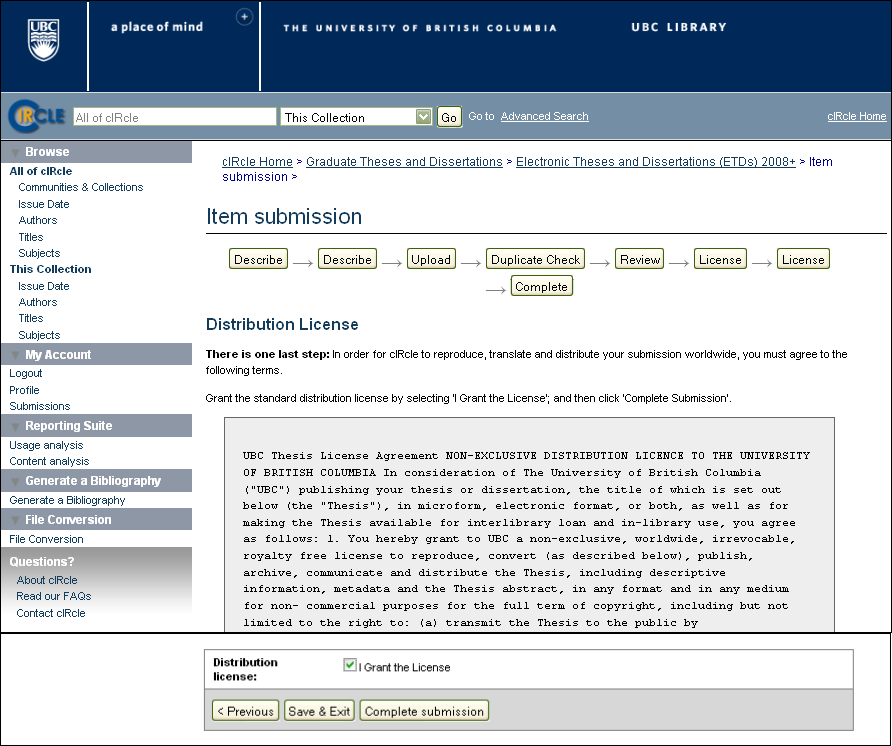 UBC
a place of mind
THE UNIVERSITY OF BRITISH COLUMBIA
UBC LIBRARY
cIRcLE
All of cIRcle
This Collection
Go
Go to Advanced Search
cIRcle Home
Browse
All of cIRcle
Communities & Collections
Issue Date
Authors
Titles
Subjects
This Collection
Issue Date
Authors
Titles
Subjects
My Account
Logout
Profile
Submissions
Reporting Suite
Usage analysis
Content analysis
Generate a Bibliography
Generate a Bibliography
File Conversion
File Conversion
Questions?
About cIRcle
Read our FAQs
Contact cIRcle
cIRcle Home > Graduate Theses and Dissertations > Electronic Theses and Dissertations (ETDs) 2008+ > Item
submission >
Item submission
Describe → Describe → Upload → Duplicate Check → Review → License → License
→ Complete
Distribution License
There is one last step: In order for cIRcle to reproduce, translate and distribute your submission worldwide, you must agree to the
following terms.
Grant the standard distribution license by selecting 'I Grant the License'; and then click 'Complete Submission'.
UBC Thesis License Agreement NON-EXCLUSIVE DISTRIBUTION LICENCE TO THE UNIVERSITY
OF BRITISH COLUMBIA In consideration of The University of British Columbia
("UBC") publishing your thesis or dissertation, the title of which is set out
below (the "Thesis"), in microform, electronic format, or both, as well as for
making the Thesis available for interlibrary loan and in-library use, you agree
as follows: 1. You hereby grant to UBC a non-exclusive, worldwide, irrevocable,
royalty free license to reproduce, convert (as described below), publish,
archive, communicate and distribute the Thesis, including descriptive
information, metadata and the Thesis abstract, in any format and in any medium
for non- commercial purposes for the full term of copyright, including but not
limited to the right to: (a) transmit the Thesis to the public by
Distribution
license:
I Grant the License
< Previous
Save & Exit
Complete submission